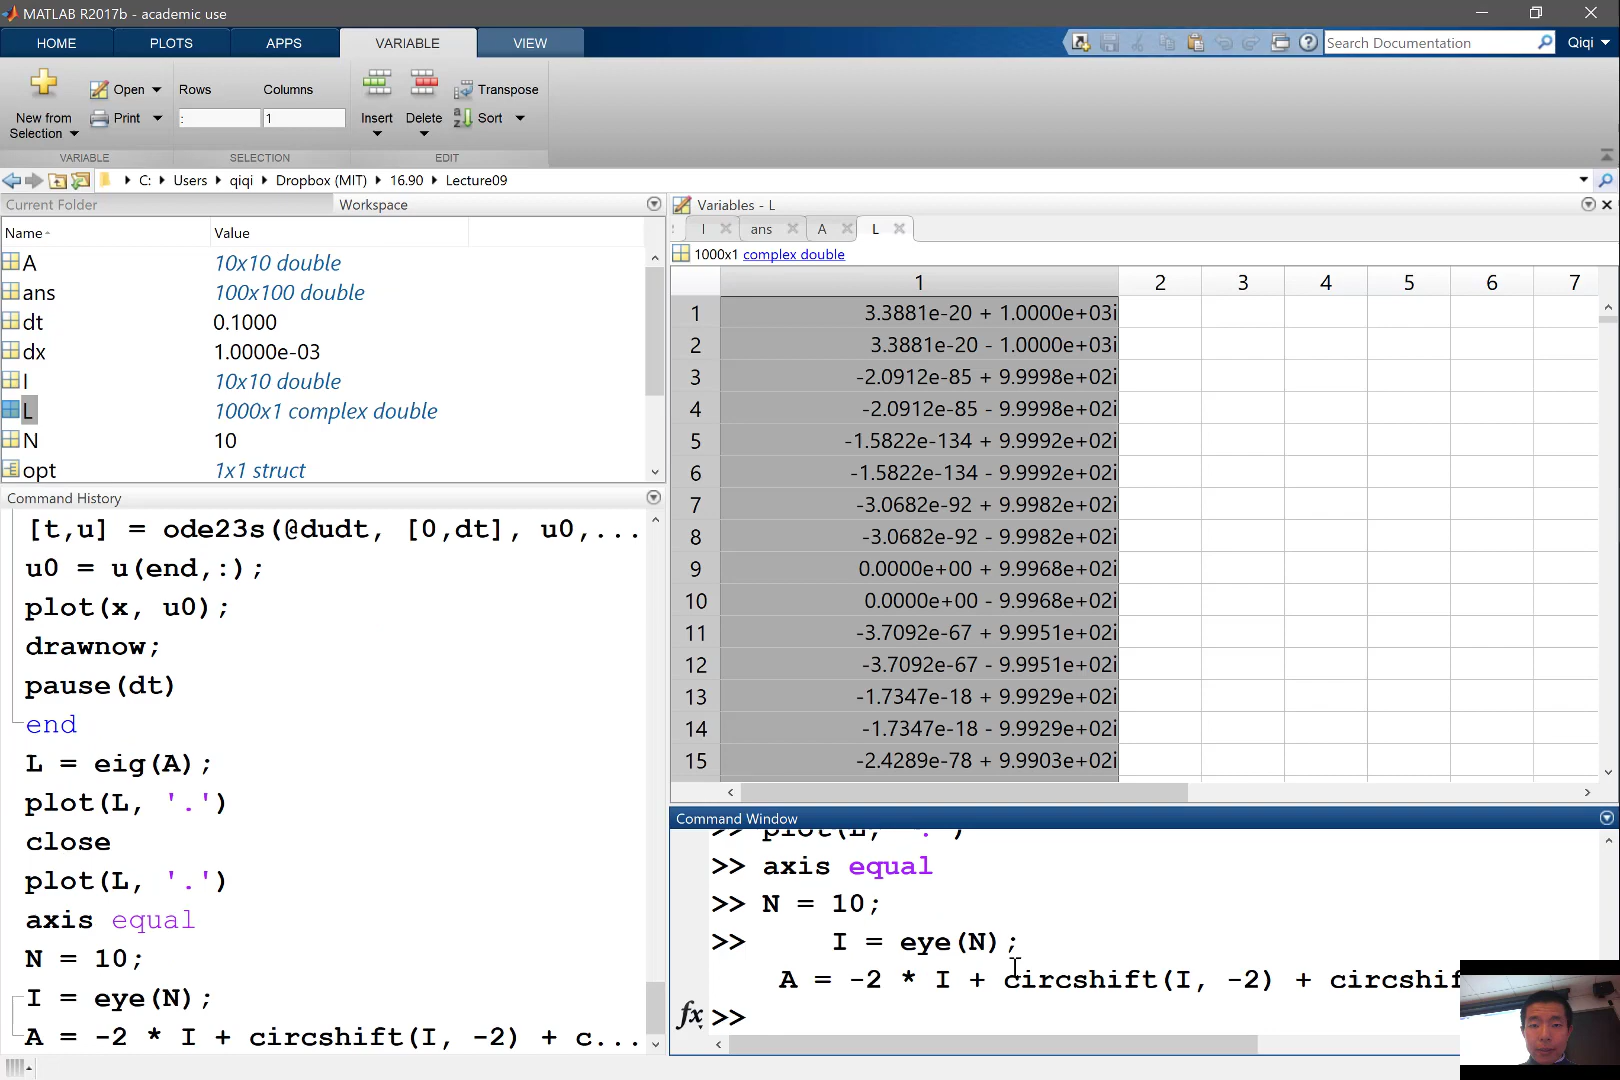 MATLAB R2017b - academic use
HOME PLOTS APPS VARIABLE VIEW
Search Documentation Qiqi
New from Selection
Open
Print
Rows Columns
: 1
Insert Delete
Transpose
Sort
VARIABLE SELECTION EDIT
C: Users qiqi Dropbox (MIT) 16.90 Lecture09
Current Folder Workspace
Name Value
A 10x10 double
ans 100x100 double
dt 0.1000
dx 1.0000e-03
I 10x10 double
L 1000x1 complex double
N 10
opt 1x1 struct
Command History
[t,u] = ode23s(@dudt, [0,dt], u0,...
u0 = u(end,:);
plot(x, u0);
drawnow;
pause(dt)
end
L = eig(A);
plot(L, '.')
close
plot(L, '.')
axis equal
N = 10;
I = eye(N);
A = -2 * I + circshift(I, -2) + c...
Variables - L
I ans A L
1000x1 complex double
1 2 3 4 5 6 7
1 3.3881e-20 + 1.0000e+03i
2 3.3881e-20 - 1.0000e+03i
3 -2.0912e-85 + 9.9998e+02i
4 -2.0912e-85 - 9.9998e+02i
5 -1.5822e-134 + 9.9992e+02i
6 -1.5822e-134 - 9.9992e+02i
7 -3.0682e-92 + 9.9982e+02i
8 -3.0682e-92 - 9.9982e+02i
9 0.0000e+00 + 9.9968e+02i
10 0.0000e+00 - 9.9968e+02i
11 -3.7092e-67 + 9.9951e+02i
12 -3.7092e-67 - 9.9951e+02i
13 -1.7347e-18 + 9.9929e+02i
14 -1.7347e-18 - 9.9929e+02i
15 -2.4289e-78 + 9.9903e+02i
Command Window
>> plot(L, '.')
>> axis equal
>> N = 10;
>> I = eye(N);
A = -2 * I + circshift(I, -2) + circshif
fx >>